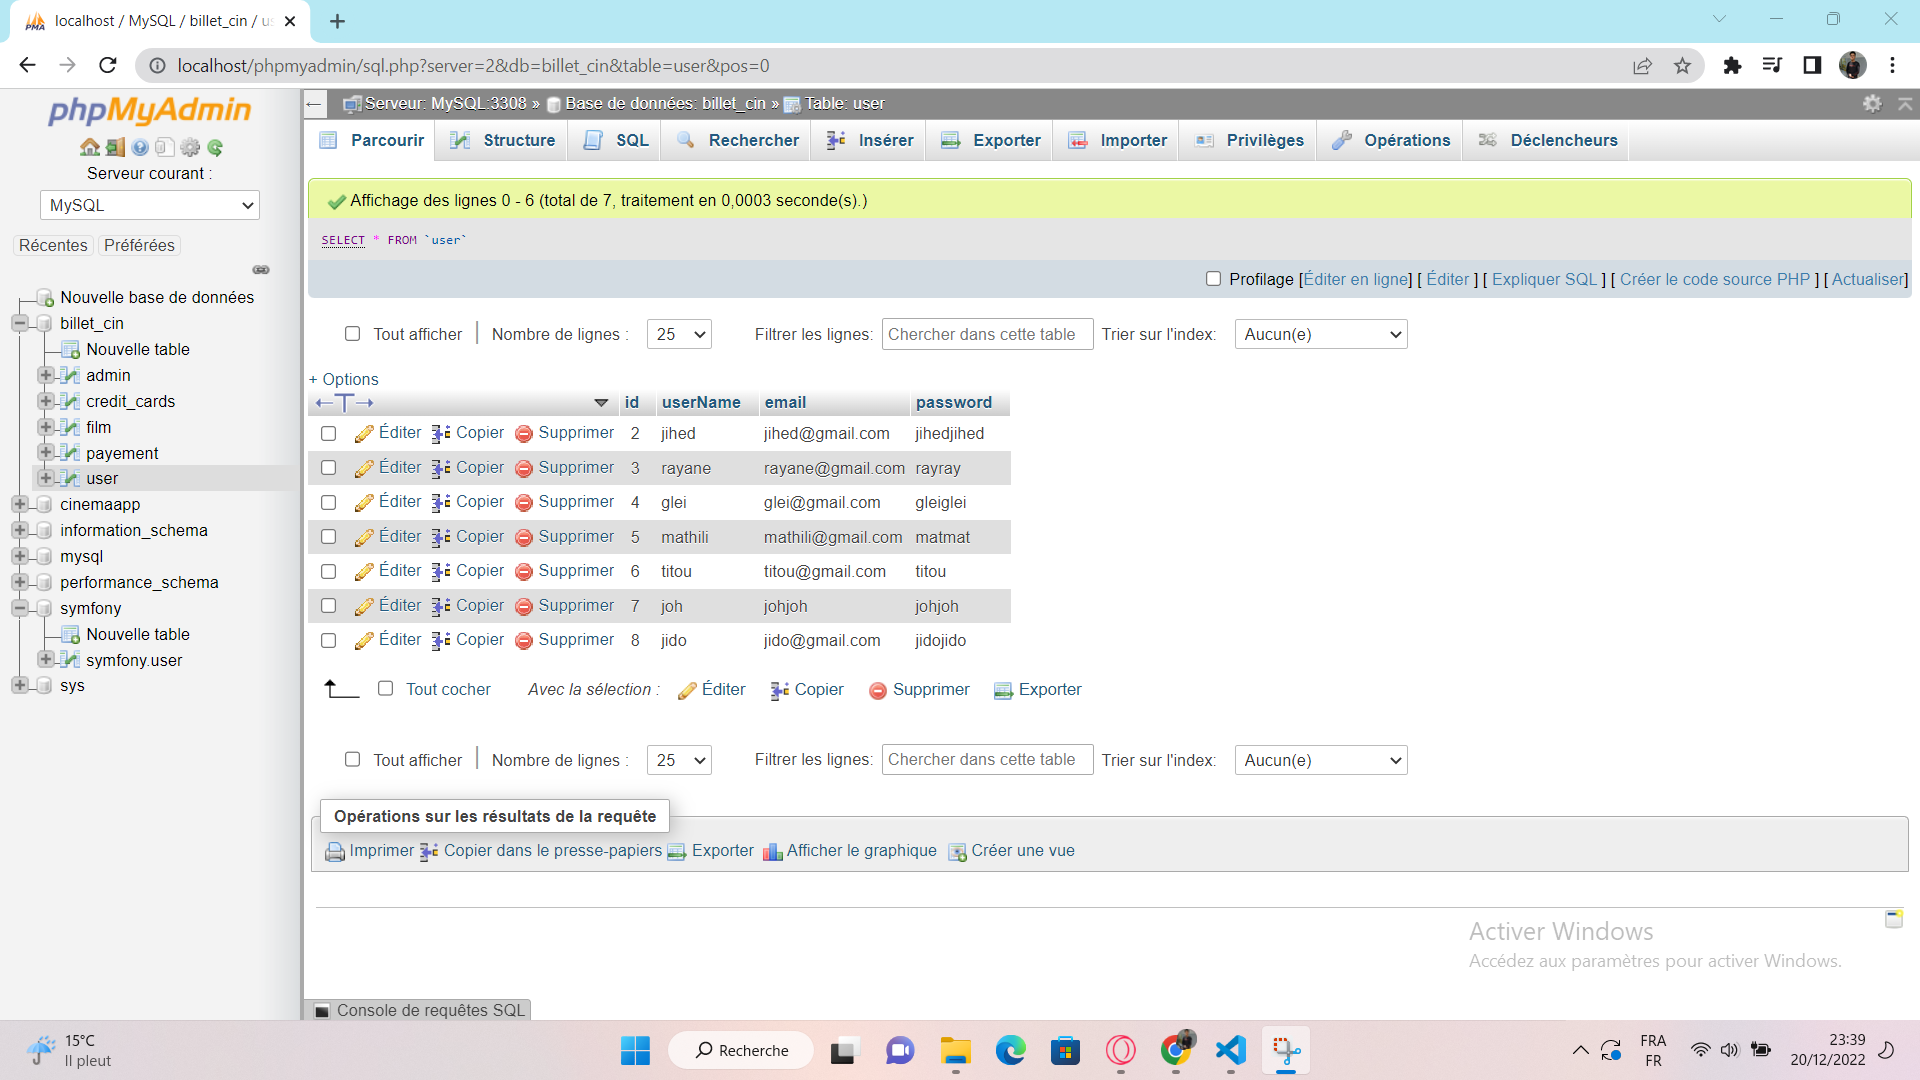 localhost / MySQL / billet_cin / us
localhost/phpmyadmin/sql.php?server=2&db=billet_cin&table=user&pos=0
phpMyAdmin
Serveur courant :
MySQL
Récentes Préférées
Nouvelle base de données
billet_cin
Nouvelle table
admin
credit_cards
film
payement
user
cinemaapp
information_schema
mysql
performance_schema
symfony
Nouvelle table
symfony.user
sys
Serveur: MySQL:3308 » Base de données: billet_cin » Table: user
Parcourir Structure SQL Rechercher Insérer Exporter Importer Privilèges Opérations Déclencheurs
Affichage des lignes 0 - 6 (total de 7, traitement en 0,0003 seconde(s).)
SELECT * FROM `user`
Profilage [Éditer en ligne] [ Éditer ] [ Expliquer SQL ] [ Créer le code source PHP ] [ Actualiser]
Tout afficher | Nombre de lignes : 25 Filtrer les lignes: Chercher dans cette table Trier sur l'index: Aucun(e)
+ Options
←T→ id userName email password
Éditer Copier Supprimer 2 jihed jihed@gmail.com jihedjihed
Éditer Copier Supprimer 3 rayane rayane@gmail.com rayray
Éditer Copier Supprimer 4 glei glei@gmail.com gleiglei
Éditer Copier Supprimer 5 mathili mathili@gmail.com matmat
Éditer Copier Supprimer 6 titou titou@gmail.com titou
Éditer Copier Supprimer 7 joh johjoh johjoh
Éditer Copier Supprimer 8 jido jido@gmail.com jidojido
Tout cocher Avec la sélection : Éditer Copier Supprimer Exporter
Tout afficher | Nombre de lignes : 25 Filtrer les lignes: Chercher dans cette table Trier sur l'index: Aucun(e)
Opérations sur les résultats de la requête
Imprimer Copier dans le presse-papiers Exporter Afficher le graphique Créer une vue
Activer Windows
Accédez aux paramètres pour activer Windows.
Console de requêtes SQL
15°C
Il pleut
Recherche
FRA
FR
23:39
20/12/2022